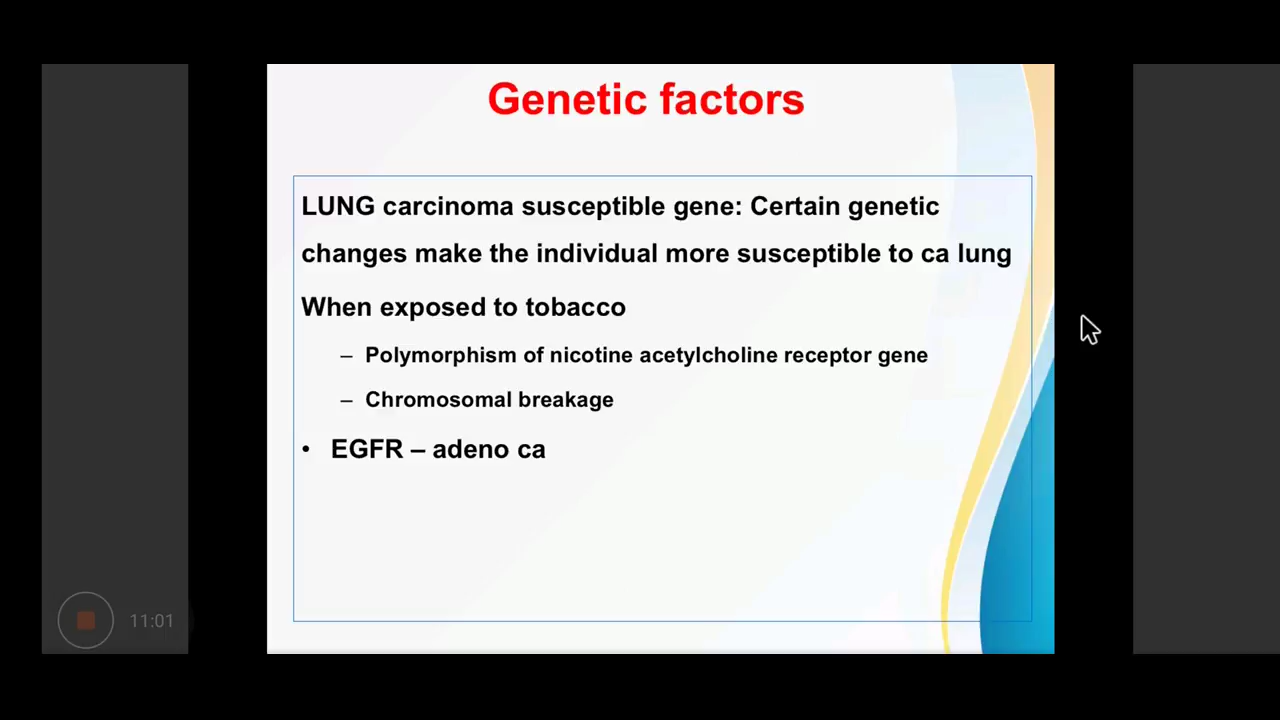 Genetic factors
LUNG carcinoma susceptible gene: Certain genetic
changes make the individual more susceptible to ca lung
When exposed to tobacco
– Polymorphism of nicotine acetylcholine receptor gene
– Chromosomal breakage
• EGFR – adeno ca
11:01